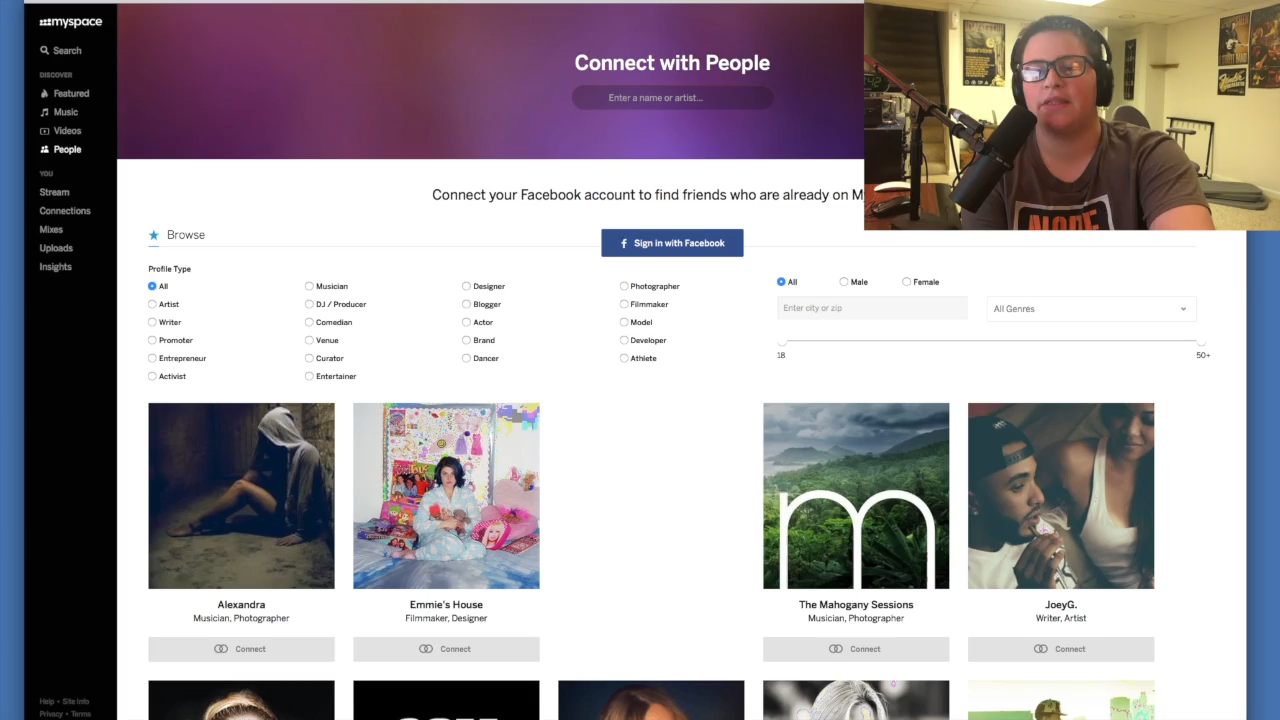 myspace
Search
DISCOVER
Featured
Music
Videos
People
YOU
Stream
Connections
Mixes
Uploads
Insights
Help • Site Info
Privacy • Terms
Connect with People
Enter a name or artist...
Connect your Facebook account to find friends who are already on M
Browse
Sign in with Facebook
Profile Type
All
Musician
Designer
Photographer
Artist
DJ / Producer
Blogger
Filmmaker
Writer
Comedian
Actor
Model
Promoter
Venue
Brand
Developer
Entrepreneur
Curator
Dancer
Athlete
Activist
Entertainer
All
Male
Female
Enter city or zip
All Genres
18
50+
m
Alexandra
Musician, Photographer
Connect
Emmie's House
Filmmaker, Designer
Connect
The Mahogany Sessions
Musician, Photographer
Connect
JoeyG.
Writer, Artist
Connect